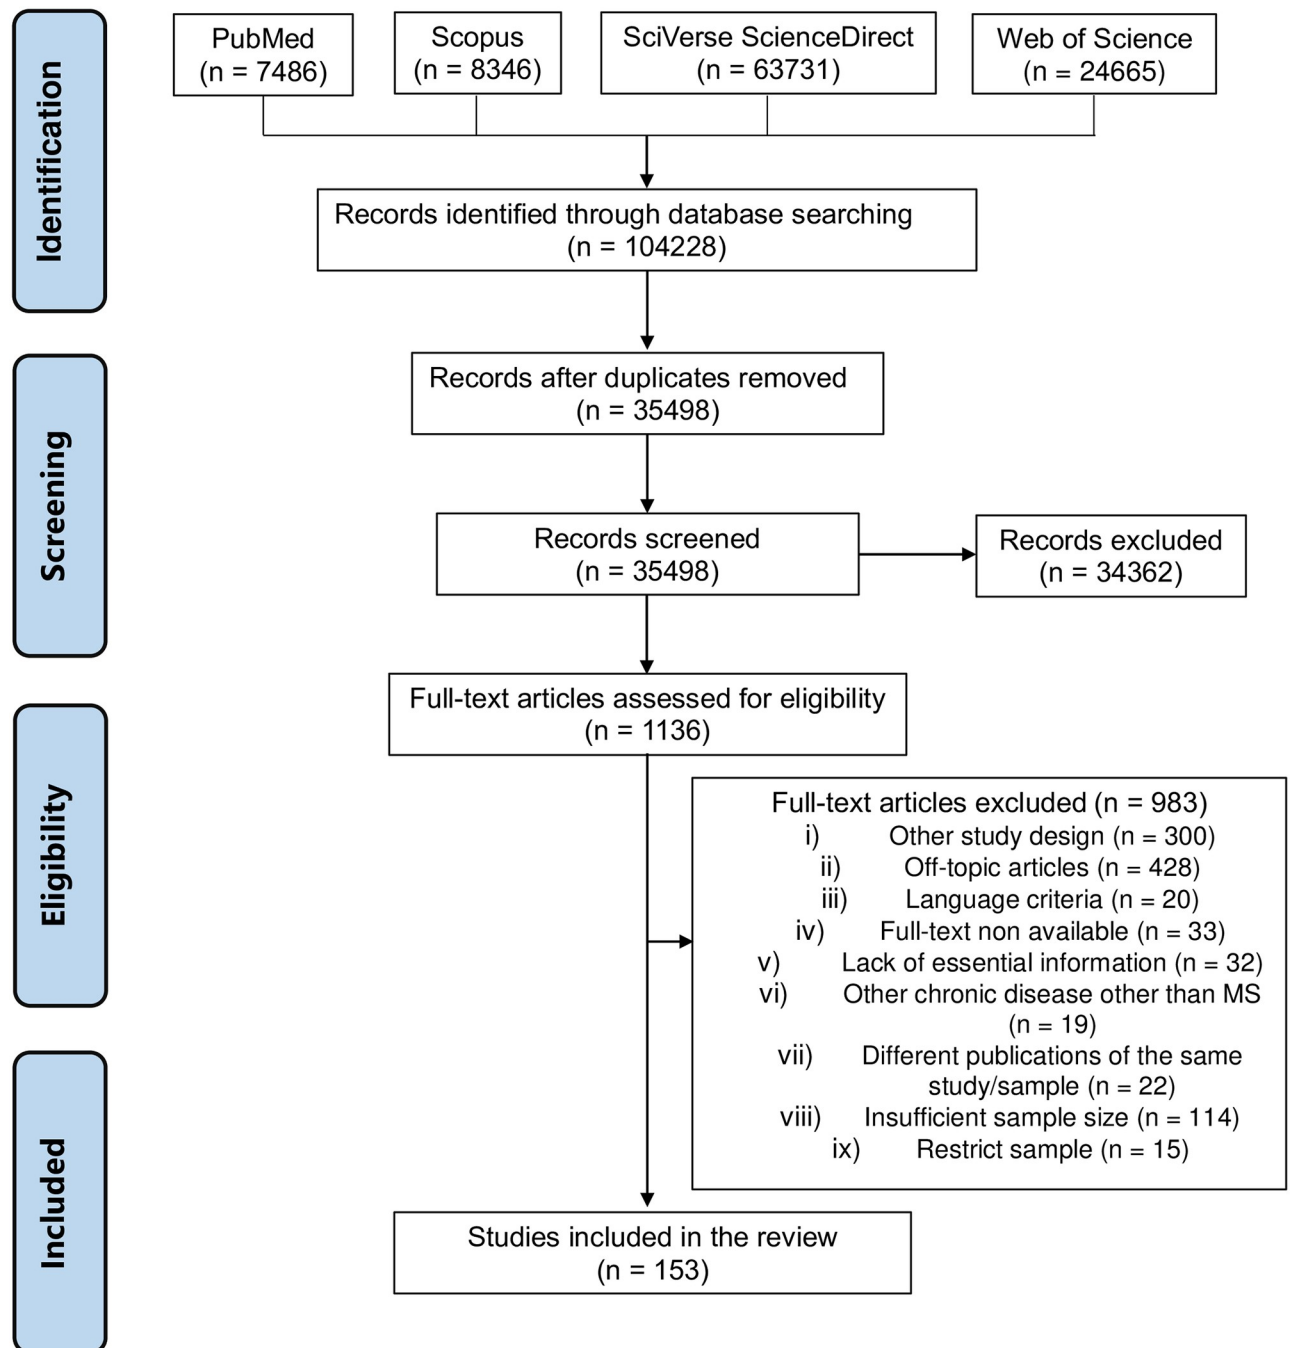 Identification
PubMed
(n = 7486)
Scopus
(n = 8346)
SciVerse ScienceDirect
(n = 63731)
Web of Science
(n = 24665)
Records identified through database searching
(n = 104228)
Screening
Records after duplicates removed
(n = 35498)
Records screened
(n = 35498)
Records excluded
(n = 34362)
Eligibility
Full-text articles assessed for eligibility
(n = 1136)
Full-text articles excluded (n = 983)
i) Other study design (n = 300)
ii) Off-topic articles (n = 428)
iii) Language criteria (n = 20)
iv) Full-text non available (n = 33)
v) Lack of essential information (n = 32)
vi) Other chronic disease other than MS
(n = 19)
vii) Different publications of the same
study/sample (n = 22)
viii) Insufficient sample size (n = 114)
ix) Restrict sample (n = 15)
Included
Studies included in the review
(n = 153)